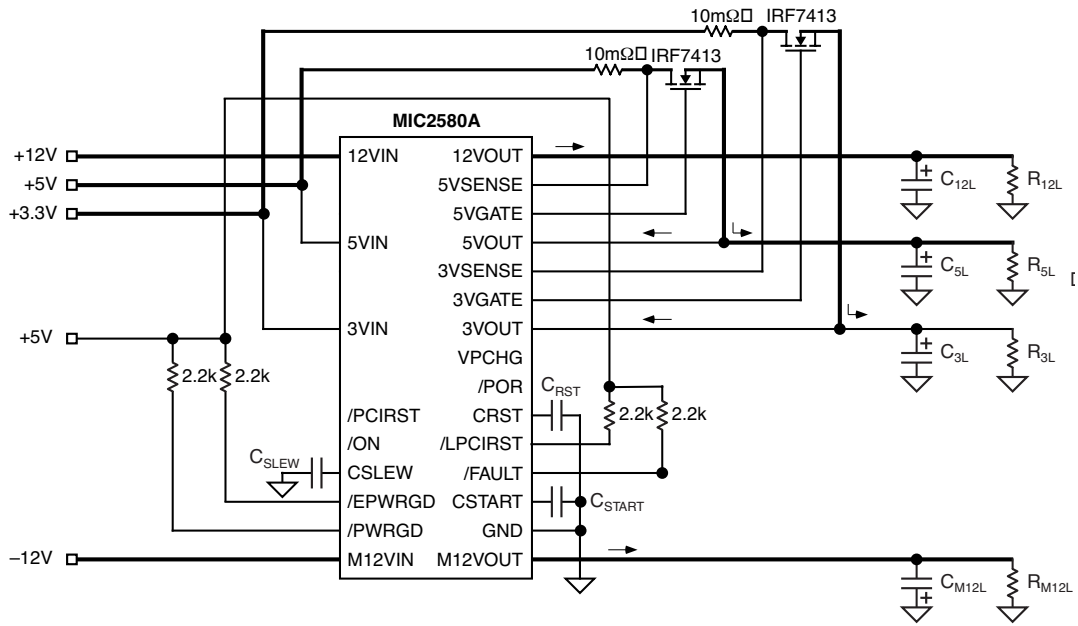 10mΩ□ IRF7413
10mΩ□ IRF7413
MIC2580A
+12V
+5V
+3.3V
+5V
–12V
12VIN
5VIN
3VIN
/PCIRST
/ON
CSLEW
/EPWRGD
/PWRGD
M12VIN
12VOUT
5VSENSE
5VGATE
5VOUT
3VSENSE
3VGATE
3VOUT
VPCHG
/POR
CRST
/LPCIRST
/FAULT
CSTART
GND
M12VOUT
2.2k
2.2k
CSLEW
CRST
2.2k
2.2k
CSTART
C12L
R12L
C5L
R5L
□
C3L
R3L
CM12L
RM12L